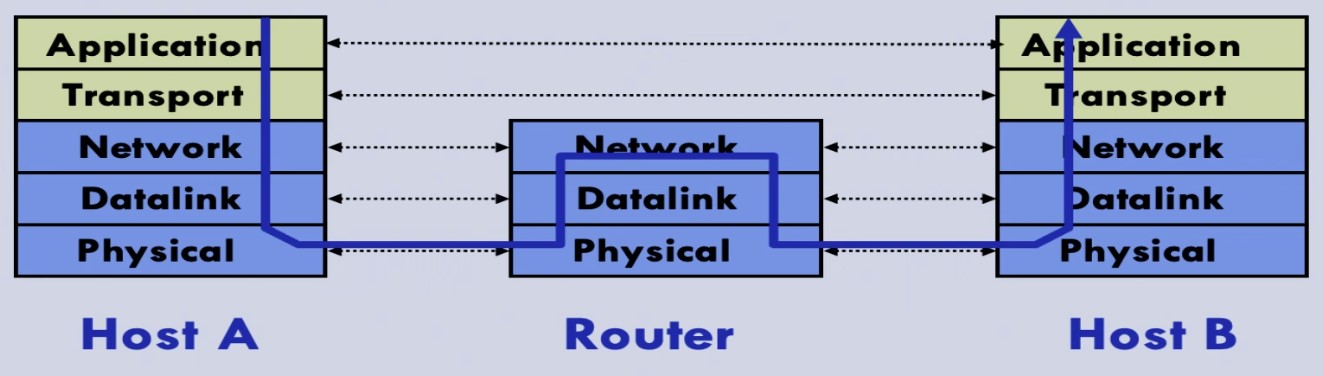 Application
Transport
Network
Datalink
Physical
Host A
Network
Datalink
Physical
Router
Application
Transport
Network
Datalink
Physical
Host B